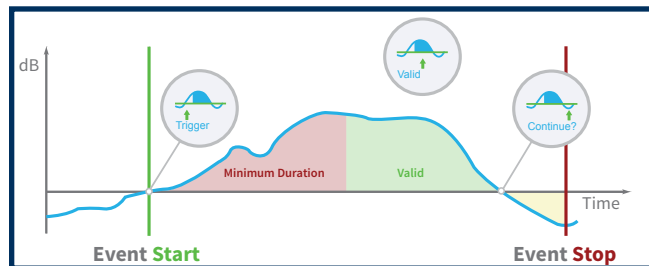 dB
Valid
Trigger
Continue?
Minimum Duration
Valid
Time
Event Start
Event Stop